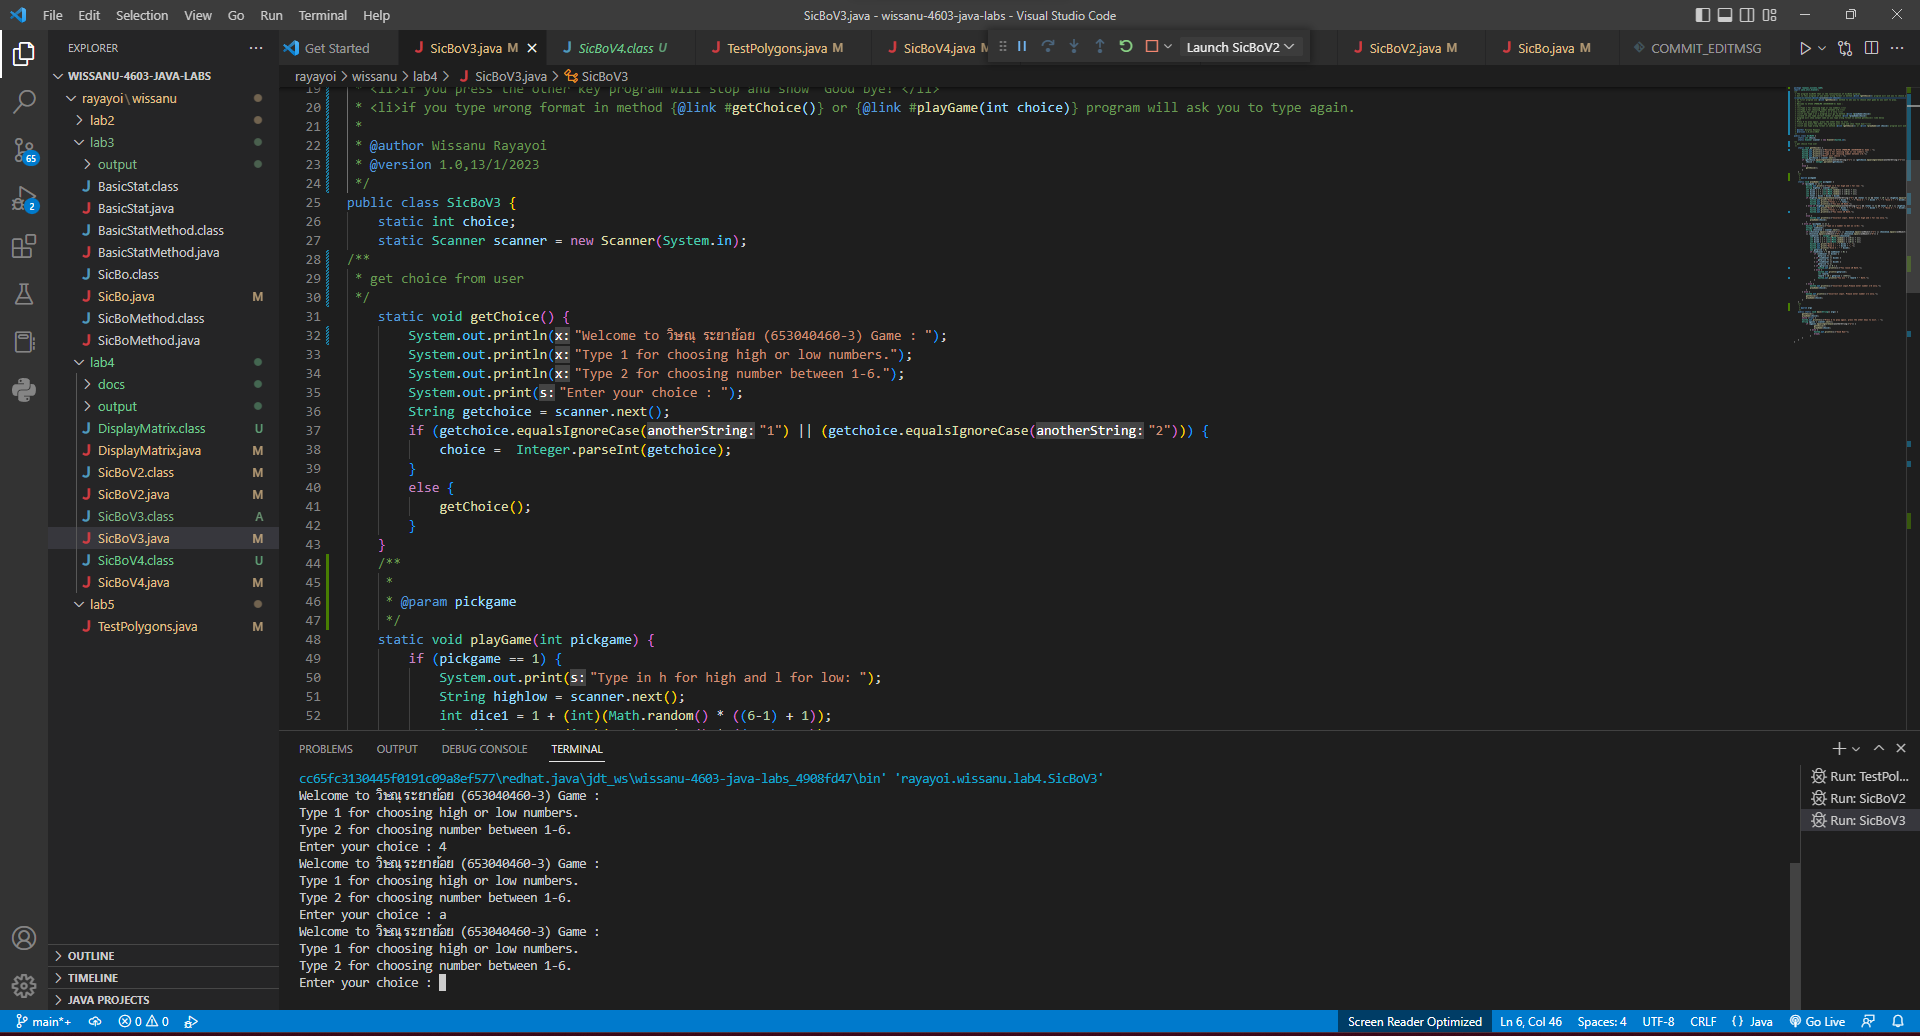 File Edit Selection View Go Run Terminal Help
SicBoV3.java - wissanu-4603-java-labs - Visual Studio Code
EXPLORER
Get Started
SicBoV3.java M
SicBoV4.class U
TestPolygons.java M
SicBoV4.java M
Launch SicBoV2
SicBoV2.java M
SicBo.java M
COMMIT_EDITMSG
rayayoi > wissanu > lab4 > SicBoV3.java > SicBoV3
WISSANU-4603-JAVA-LABS
rayayoi\wissanu
lab2
lab3
output
BasicStat.class
BasicStat.java
BasicStatMethod.class
BasicStatMethod.java
SicBo.class
SicBo.java M
SicBoMethod.class
SicBoMethod.java
lab4
docs
output
DisplayMatrix.class U
DisplayMatrix.java M
SicBoV2.class M
SicBoV2.java M
SicBoV3.class A
SicBoV3.java M
SicBoV4.class U
SicBoV4.java M
lab5
TestPolygons.java M
OUTLINE
TIMELINE
JAVA PROJECTS
65
2
19 * <li>if you press the other key program will stop and show "Good bye!"</li>
20 * <li>if you type wrong format in method {@link #getChoice()} or {@link #playGame(int choice)} program will ask you to type again.
21 *
22 * @author Wissanu Rayayoi
23 * @version 1.0,13/1/2023
24 */
25 public class SicBoV3 {
26 static int choice;
27 static Scanner scanner = new Scanner(System.in);
28 /**
29 * get choice from user
30 */
31 static void getChoice() {
32 System.out.println(x: "Welcome to วิษณุ ระยาย้อย (653040460-3) Game : ");
33 System.out.println(x: "Type 1 for choosing high or low numbers.");
34 System.out.println(x: "Type 2 for choosing number between 1-6.");
35 System.out.print(s: "Enter your choice : ");
36 String getchoice = scanner.next();
37 if (getchoice.equalsIgnoreCase(anotherString: "1") || (getchoice.equalsIgnoreCase(anotherString: "2"))) {
38 choice =  Integer.parseInt(getchoice);
39 }
40 else {
41 getChoice();
42 }
43 }
44 /**
45 *
46 * @param pickgame
47 */
48 static void playGame(int pickgame) {
49 if (pickgame == 1) {
50 System.out.print(s: "Type in h for high and l for low: ");
51 String highlow = scanner.next();
52 int dice1 = 1 + (int)(Math.random() * ((6-1) + 1));
PROBLEMS OUTPUT DEBUG CONSOLE TERMINAL
cc65fc3130445f0191c09a8ef577\redhat.java\jdt_ws\wissanu-4603-java-labs_4908fd47\bin' 'rayayoi.wissanu.lab4.SicBoV3'
Welcome to วิษณุระยาย้อย (653040460-3) Game :
Type 1 for choosing high or low numbers.
Type 2 for choosing number between 1-6.
Enter your choice : 4
Welcome to วิษณุระยาย้อย (653040460-3) Game :
Type 1 for choosing high or low numbers.
Type 2 for choosing number between 1-6.
Enter your choice : a
Welcome to วิษณุระยาย้อย (653040460-3) Game :
Type 1 for choosing high or low numbers.
Type 2 for choosing number between 1-6.
Enter your choice :
Run: TestPol...
Run: SicBoV2
Run: SicBoV3
main*+ 0 0
Screen Reader Optimized Ln 6, Col 46 Spaces: 4 UTF-8 CRLF {} Java Go Live